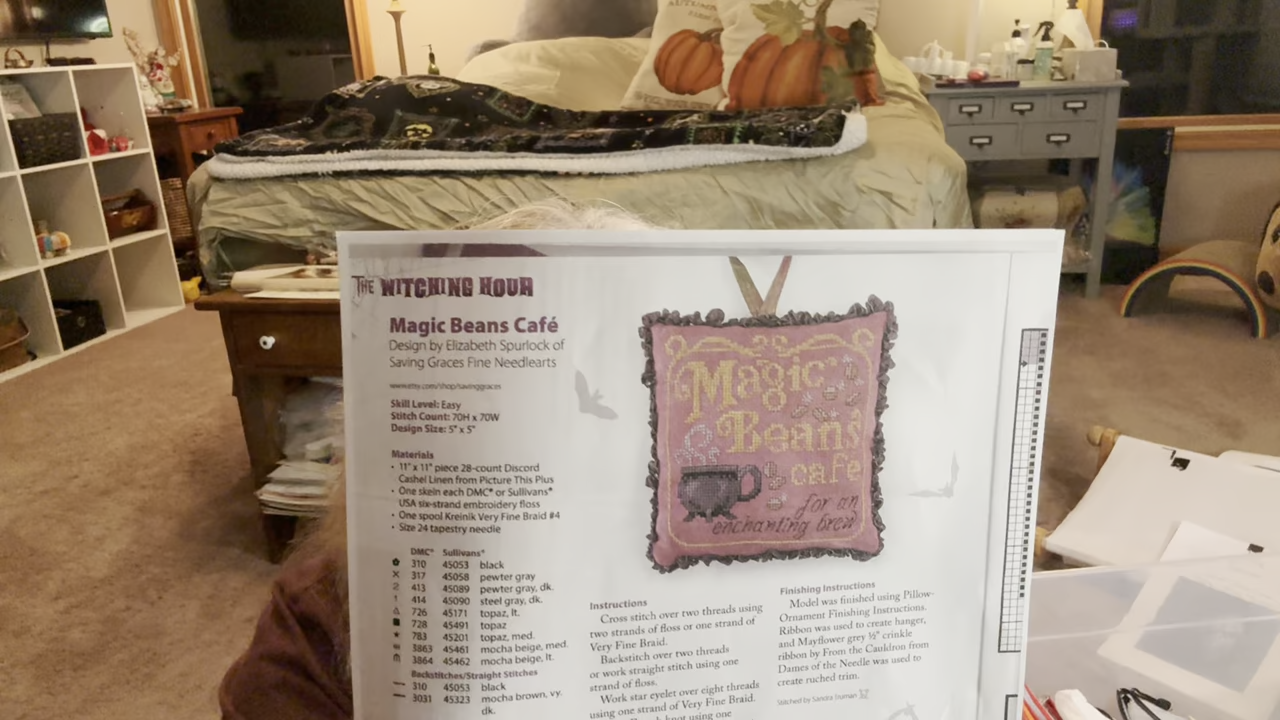 AUTUMN
THE WITCHING HOUR
Magic Beans Café
Design by Elizabeth Spurlock of
Saving Graces Fine Needlearts
www.etsy.com/shop/savinggraces
Skill Level: Easy
Stitch Count: 70H x 70W
Design Size: 5" x 5"
Materials
• 11" x 11" piece 28-count Discord
Cashel Linen from Picture This Plus
• One skein each DMC® or Sullivans®
USA six-strand embroidery floss
• One spool Kreinik Very Fine Braid #4
• Size 24 tapestry needle
DMC® Sullivans®
310 45053 black
317 45058 pewter gray
413 45089 pewter gray, dk.
414 45090 steel gray, dk.
726 45171 topaz, lt.
728 45491 topaz
783 45201 topaz, med.
3863 45461 mocha beige, med.
3864 45462 mocha beige, lt.
Backstitches/Straight Stitches
310 45053 black
3031 45323 mocha brown, vy.
dk.
Magic
Beans
cafe
for an
enchanting brew
Instructions
Cross stitch over two threads using
two strands of floss or one strand of
Very Fine Braid.
Backstitch over two threads
or work straight stitch using one
strand of floss.
Work star eyelet over eight threads
using one strand of Very Fine Braid.
knot using one
Finishing Instructions
Model was finished using Pillow-
Ornament Finishing Instructions.
Ribbon was used to create hanger,
and Mayflower grey ½" crinkle
ribbon by From the Cauldron from
Dames of the Needle was used to
create ruched trim.
Stitched by Sandra Truman